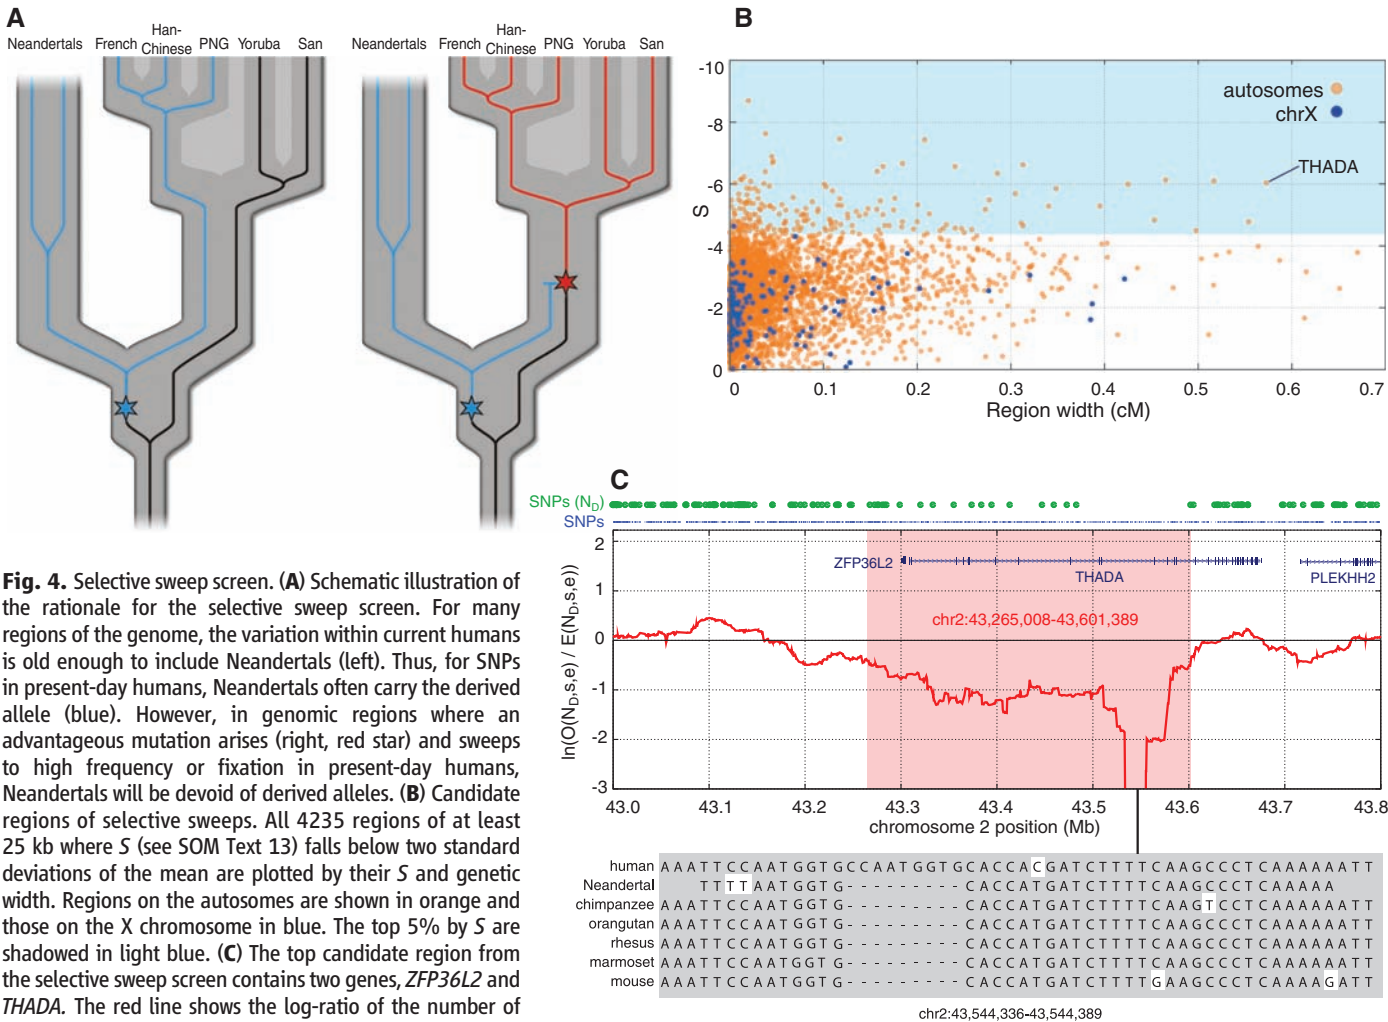 A
Neandertals French Han-Chinese PNG Yoruba San
Neandertals French Han-Chinese PNG Yoruba San
B
-10
-8
-6
-4
-2
0
S
autosomes
chrX
THADA
0 0.1 0.2 0.3 0.4 0.5 0.6 0.7
Region width (cM)
Fig. 4. Selective sweep screen. (A) Schematic illustration of
the rationale for the selective sweep screen. For many
regions of the genome, the variation within current humans
is old enough to include Neandertals (left). Thus, for SNPs
in present-day humans, Neandertals often carry the derived
allele (blue). However, in genomic regions where an
advantageous mutation arises (right, red star) and sweeps
to high frequency or fixation in present-day humans,
Neandertals will be devoid of derived alleles. (B) Candidate
regions of selective sweeps. All 4235 regions of at least
25 kb where S (see SOM Text 13) falls below two standard
deviations of the mean are plotted by their S and genetic
width. Regions on the autosomes are shown in orange and
those on the X chromosome in blue. The top 5% by S are
shadowed in light blue. (C) The top candidate region from
the selective sweep screen contains two genes, ZFP36L2 and
THADA. The red line shows the log-ratio of the number of
C
SNPs (ND)
SNPs
ln(O(ND,s,e) / E(ND,s,e))
2
1
0
-1
-2
-3
ZFP36L2
THADA
PLEKHH2
chr2:43,265,008-43,601,389
43.0 43.1 43.2 43.3 43.4 43.5 43.6 43.7 43.8
chromosome 2 position (Mb)
human AAATTCCAATGGTGCCAATGGTGCACCACGATCTTTTCAAGCCCTCAAAAAATT
Neandertal TTTTAATGGTG---------CACCATGATCTTTTCAAGCCCTCAAAAA
chimpanzee AAATTCCAATGGTG---------CACCATGATCTTTTCAAGTCCTCAAAAAATT
orangutan AAATTCCAATGGTG---------CACCATGATCTTTTCAAGCCCTCAAAAAATT
rhesus AAATTCCAATGGTG---------CACCATGATCTTTTCAAGCCCTCAAAAAATT
marmoset AAATTCCAATGGTG---------CACCATGATCTTTTCAAGCCCTCAAAAAATT
mouse AAATTCCAATGGTG---------CACCATGATCTTTTGAAGCCCTCAAAAGATT
chr2:43,544,336-43,544,389